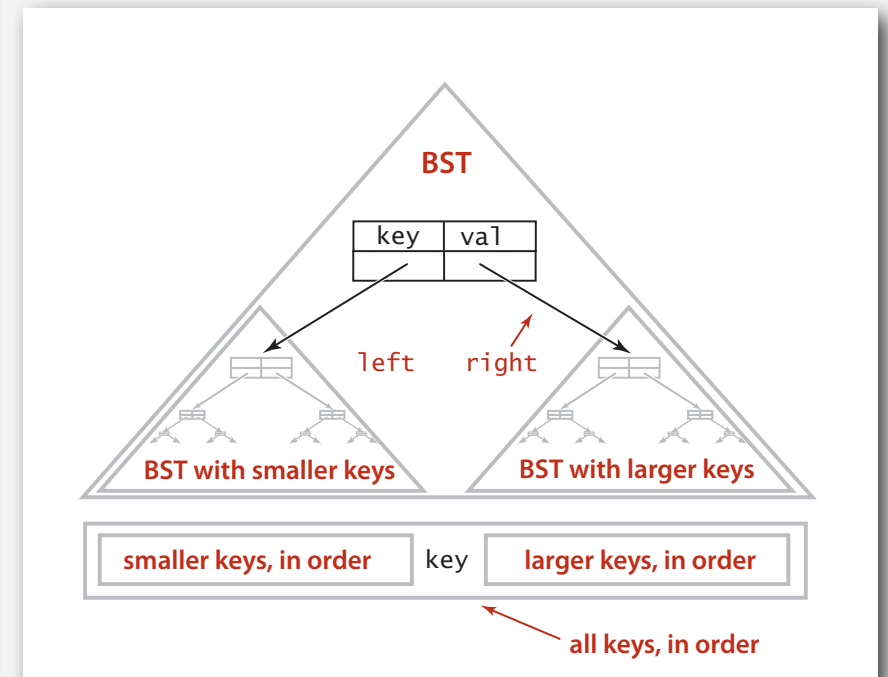 BST
key val
left right
BST with smaller keys BST with larger keys
smaller keys, in order key larger keys, in order
all keys, in order